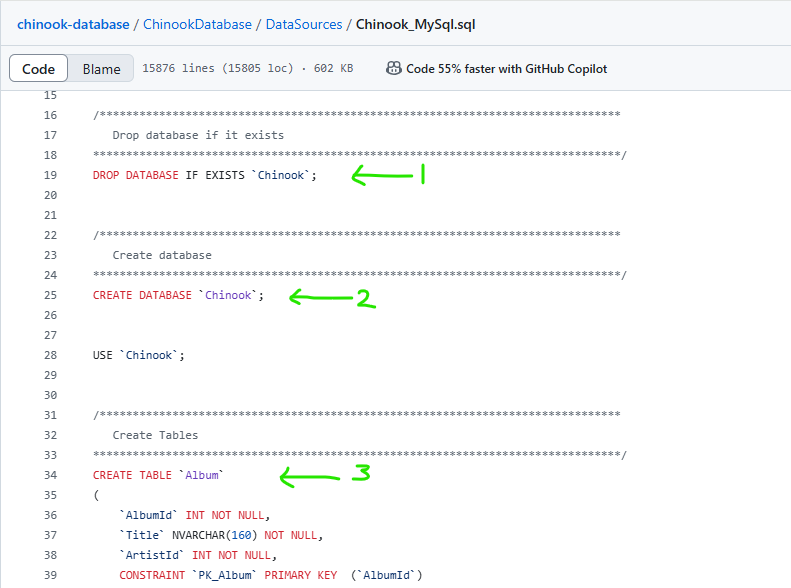 chinook-database / ChinookDatabase / DataSources / Chinook_MySql.sql
Code Blame 15876 lines (15805 loc) · 602 KB Code 55% faster with GitHub Copilot
15
16 /*******************************************************************************
17 Drop database if it exists
18 ********************************************************************************/
19 DROP DATABASE IF EXISTS `Chinook`; 1
20
21
22 /*******************************************************************************
23 Create database
24 ********************************************************************************/
25 CREATE DATABASE `Chinook`; 2
26
27
28 USE `Chinook`;
29
30
31 /*******************************************************************************
32 Create Tables
33 ********************************************************************************/
34 CREATE TABLE `Album` 3
35 (
36 `AlbumId` INT NOT NULL,
37 `Title` NVARCHAR(160) NOT NULL,
38 `ArtistId` INT NOT NULL,
39 CONSTRAINT `PK_Album` PRIMARY KEY (`AlbumId`)